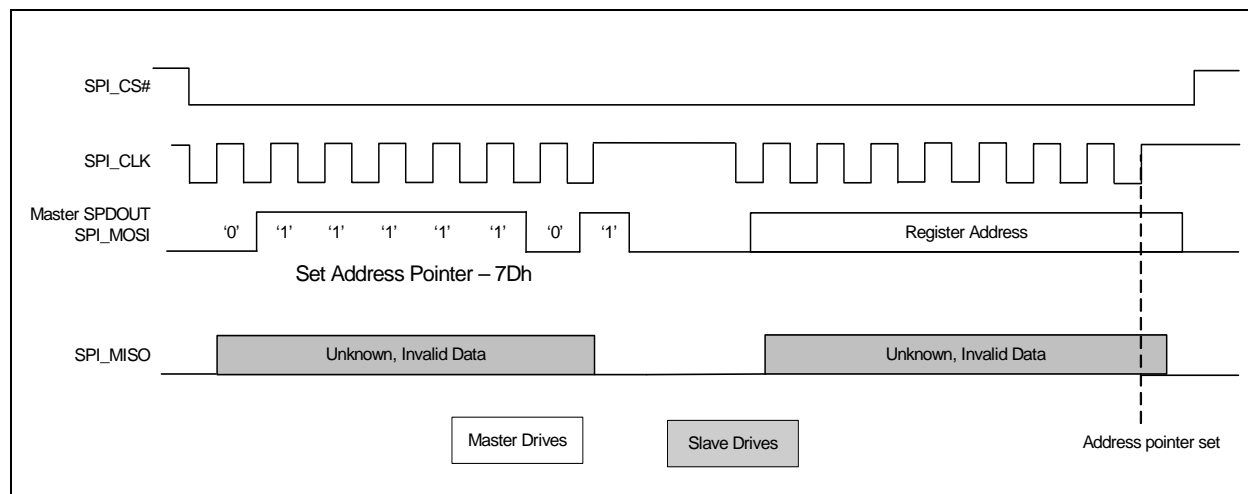 SPI_CS#
SPI_CLK
Master SPDOUT
SPI_MOSI
‘0’ ‘1’ ‘1’ ‘1’ ‘1’ ‘1’ ‘0’ ‘1’ Register Address
Set Address Pointer – 7Dh
SPI_MISO Unknown, Invalid Data Unknown, Invalid Data
Master Drives Slave Drives Address pointer set